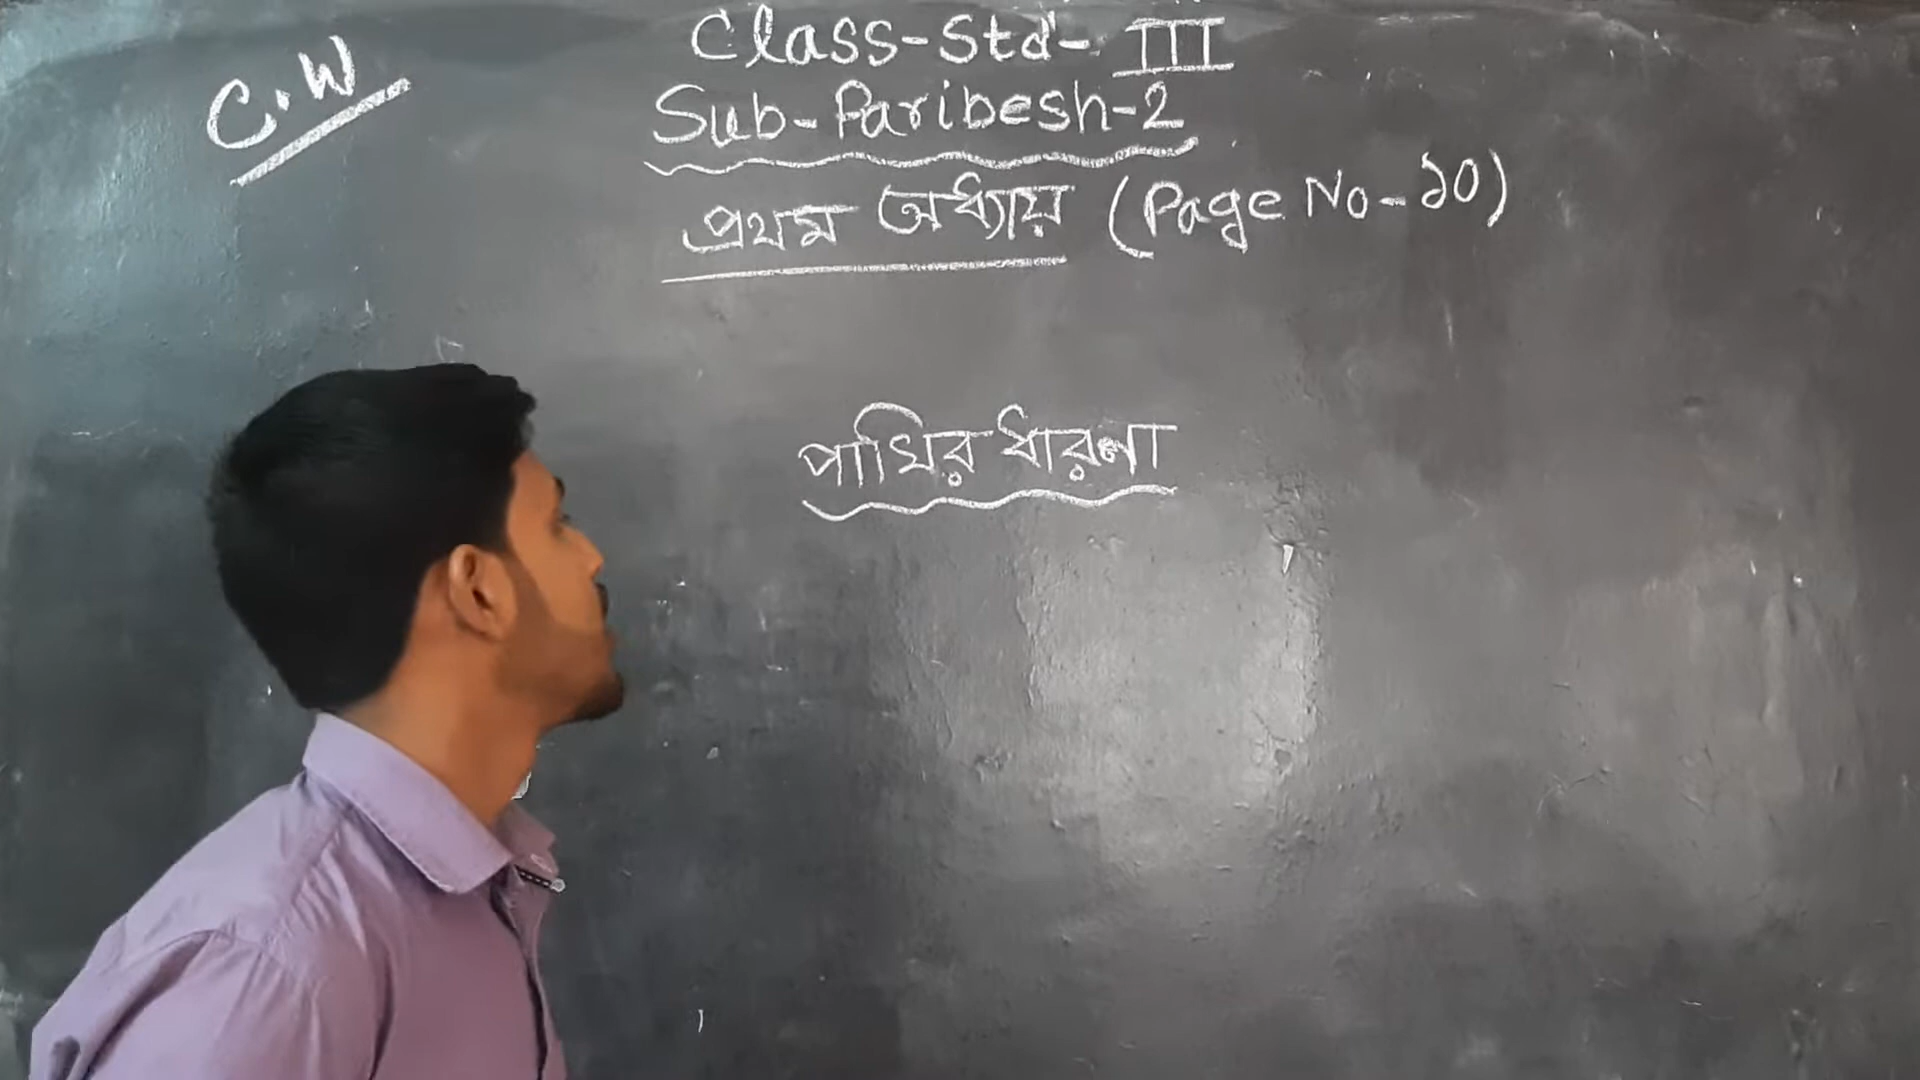 C.W
Class-Std- III
Sub-Paribesh-2
প্রথম অধ্যায় (Page No-১০)
পাখির ধারণা